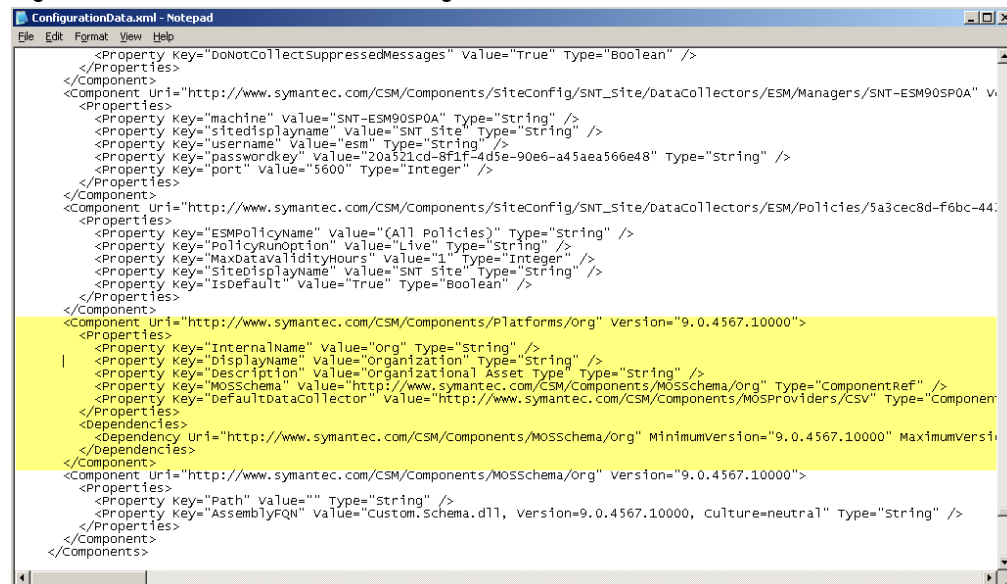 ConfigurationData.xml - Notepad
File Edit Format View Help
<Property Key="DoNotCollectSuppressedMessages" Value="True" Type="Boolean" />
</Properties>
</Component>
<Component Uri="http://www.symantec.com/CSM/Components/SiteConfig/SNT_Site/DataCollectors/ESM/Managers/SNT-ESM90SP0A"
<Properties>
<Property Key="machine" Value="SNT-ESM90SP0A" Type="String" />
<Property Key="sitedisplayname" Value="SNT Site" Type="String" />
<Property Key="username" Value="esm" Type="String" />
<Property Key="passwordkey" Value="20a521cd-8f1f-4d5e-90e6-a45aea566e48" Type="String" />
<Property Key="port" Value="5600" Type="Integer" />
</Properties>
</Component>
<Component Uri="http://www.symantec.com/CSM/Components/SiteConfig/SNT_Site/DataCollectors/ESM/Policies/5a3cec8d-f6bc-44
<Properties>
<Property Key="ESMPolicyName" Value="(All Policies)" Type="String" />
<Property Key="PolicyRunOption" Value="Live" Type="String" />
<Property Key="MaxDataValidityHours" Value="1" Type="Integer" />
<Property Key="SiteDisplayName" Value="SNT Site" Type="String" />
<Property Key="IsDefault" Value="True" Type="Boolean" />
</Properties>
</Component>
<Component Uri="http://www.symantec.com/CSM/Components/Platforms/Org" Version="9.0.4567.10000">
<Properties>
<Property Key="InternalName" Value="Org" Type="String" />
<Property Key="DisplayName" Value="Organizational" Type="String" />
<Property Key="Description" Value="Organizational Asset Type" Type="String" />
<Property Key="MOSSchema" Value="http://www.symantec.com/CSM/Components/MOSSchema/Org" Type="ComponentRef" />
<Property Key="DefaultDataCollector" Value="http://www.symantec.com/CSM/Components/MOSProviders/CSV" Type="Component
</Properties>
<Dependencies>
<Dependency Uri="http://www.symantec.com/CSM/Components/MOSSchema/Org" MinimumVersion="9.0.4567.10000" MaximumVersi
</Dependencies>
</Component>
<Component Uri="http://www.symantec.com/CSM/Components/MOSSchema/Org" Version="9.0.4567.10000">
<Properties>
<Property Key="Path" Value="" Type="String" />
<Property Key="AssemblyFQN" Value="Custom.Schema.dll, Version=9.0.4567.10000, Culture=neutral" Type="String" />
</Properties>
</Component>
</Components>